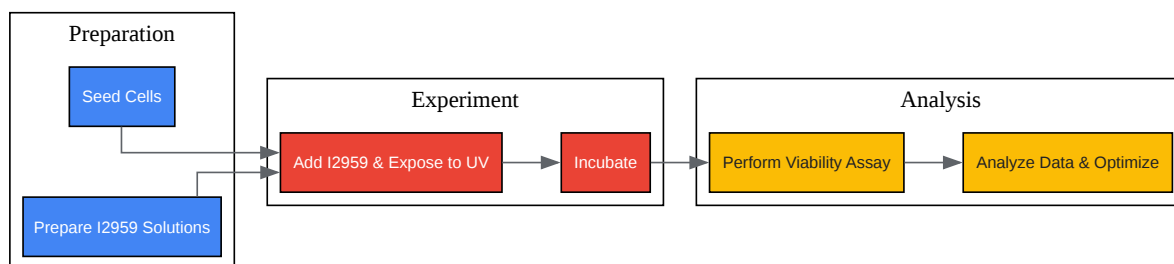 Preparation
Seed Cells
Prepare I2959 Solutions
Experiment
Add I2959 & Expose to UV
Incubate
Analysis
Perform Viability Assay
Analyze Data & Optimize